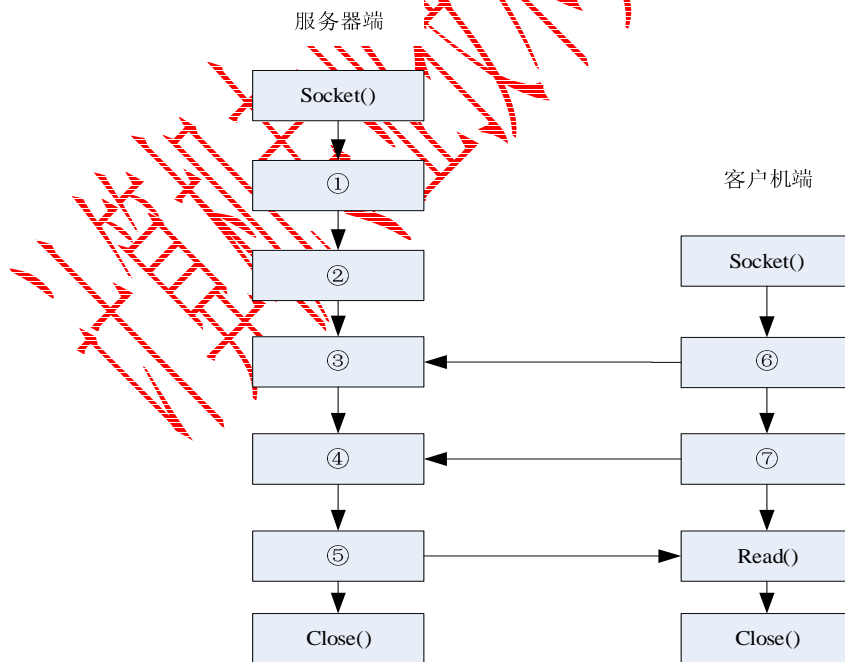 服务器端
Socket()
①
客户机端
②
Socket()
③
⑥
④
⑦
⑤
Read()
Close()
Close()